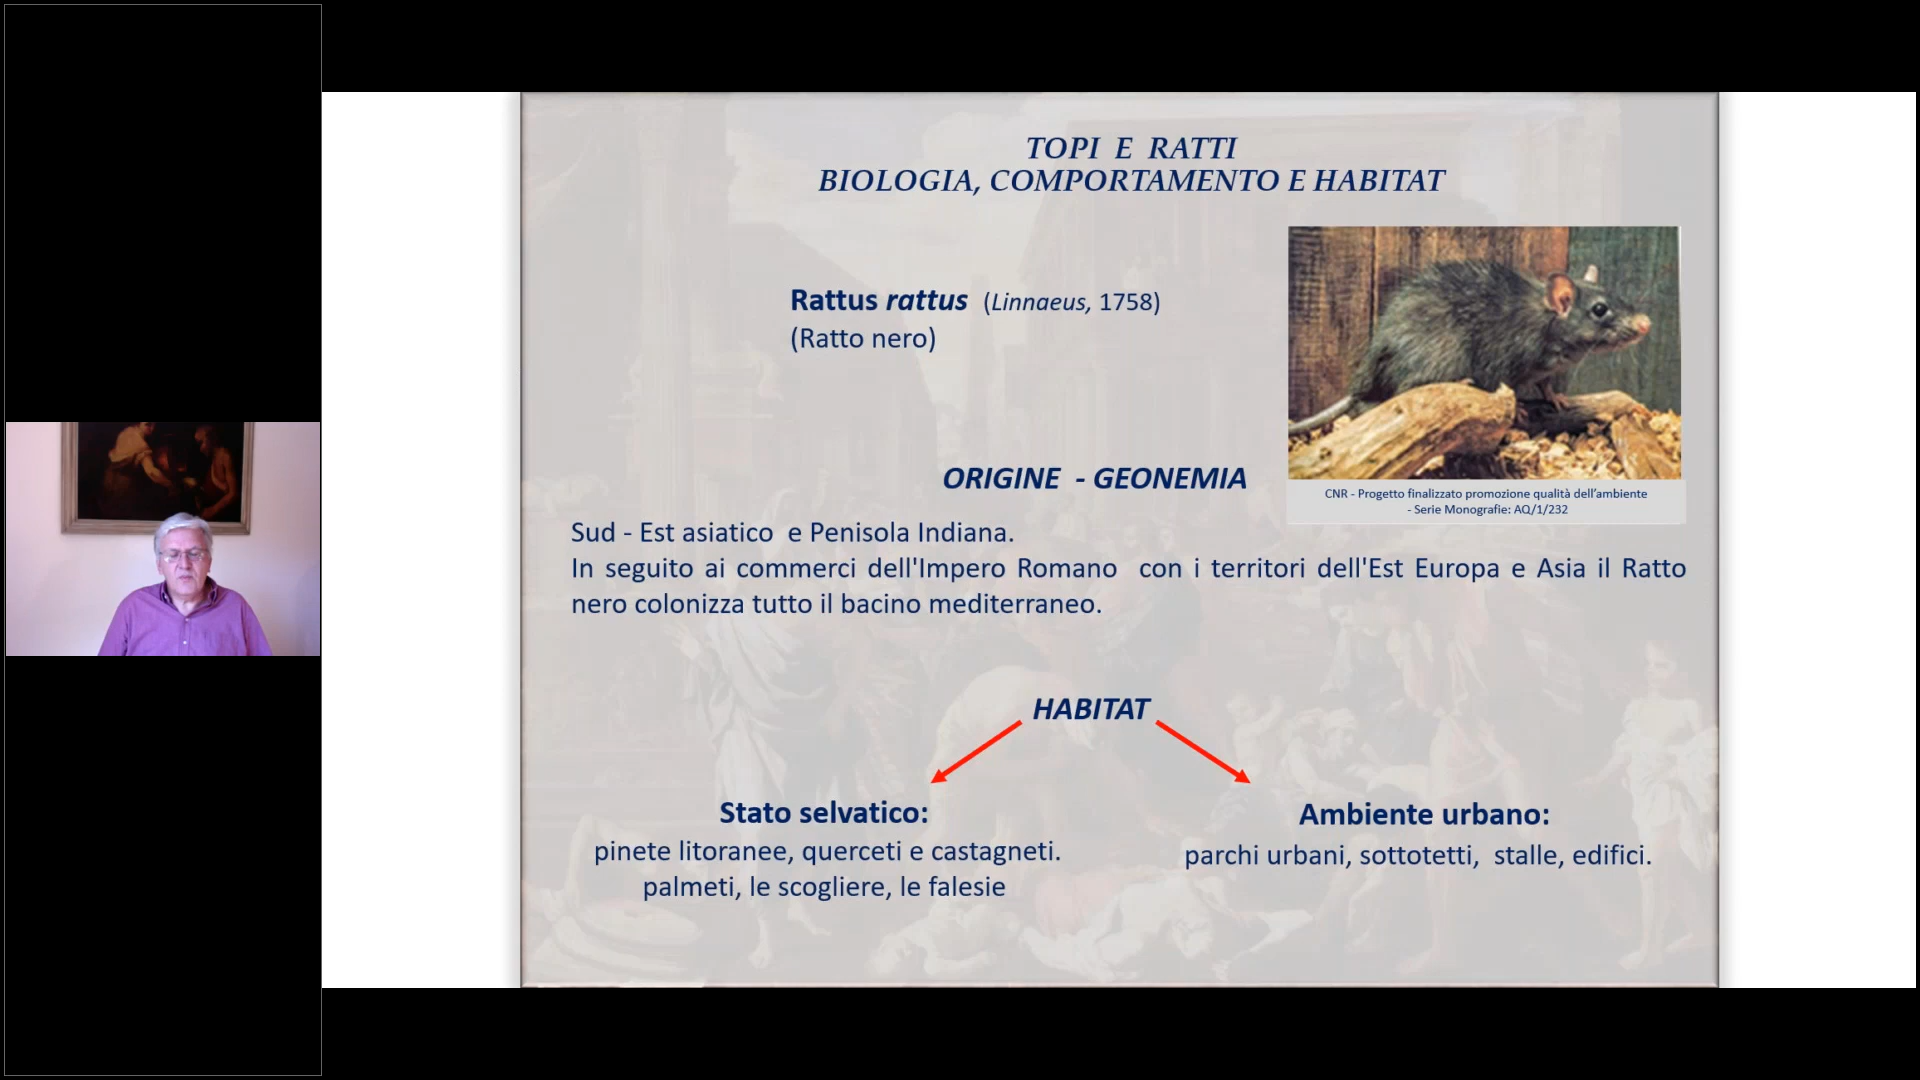 TOPI E RATTI
BIOLOGIA, COMPORTAMENTO E HABITAT
Rattus rattus (Linnaeus, 1758)
(Ratto nero)
CNR - Progetto finalizzato promozione qualità dell'ambiente
- Serie Monografie: AQ/1/232
ORIGINE - GEONEMIA
Sud - Est asiatico e Penisola Indiana.
In seguito ai commerci dell'Impero Romano con i territori dell'Est Europa e Asia il Ratto
nero colonizza tutto il bacino mediterraneo.
HABITAT
Stato selvatico:
pinete litoranee, querceti e castagneti.
palmeti, le scogliere, le falesie
Ambiente urbano:
parchi urbani, sottotetti, stalle, edifici.